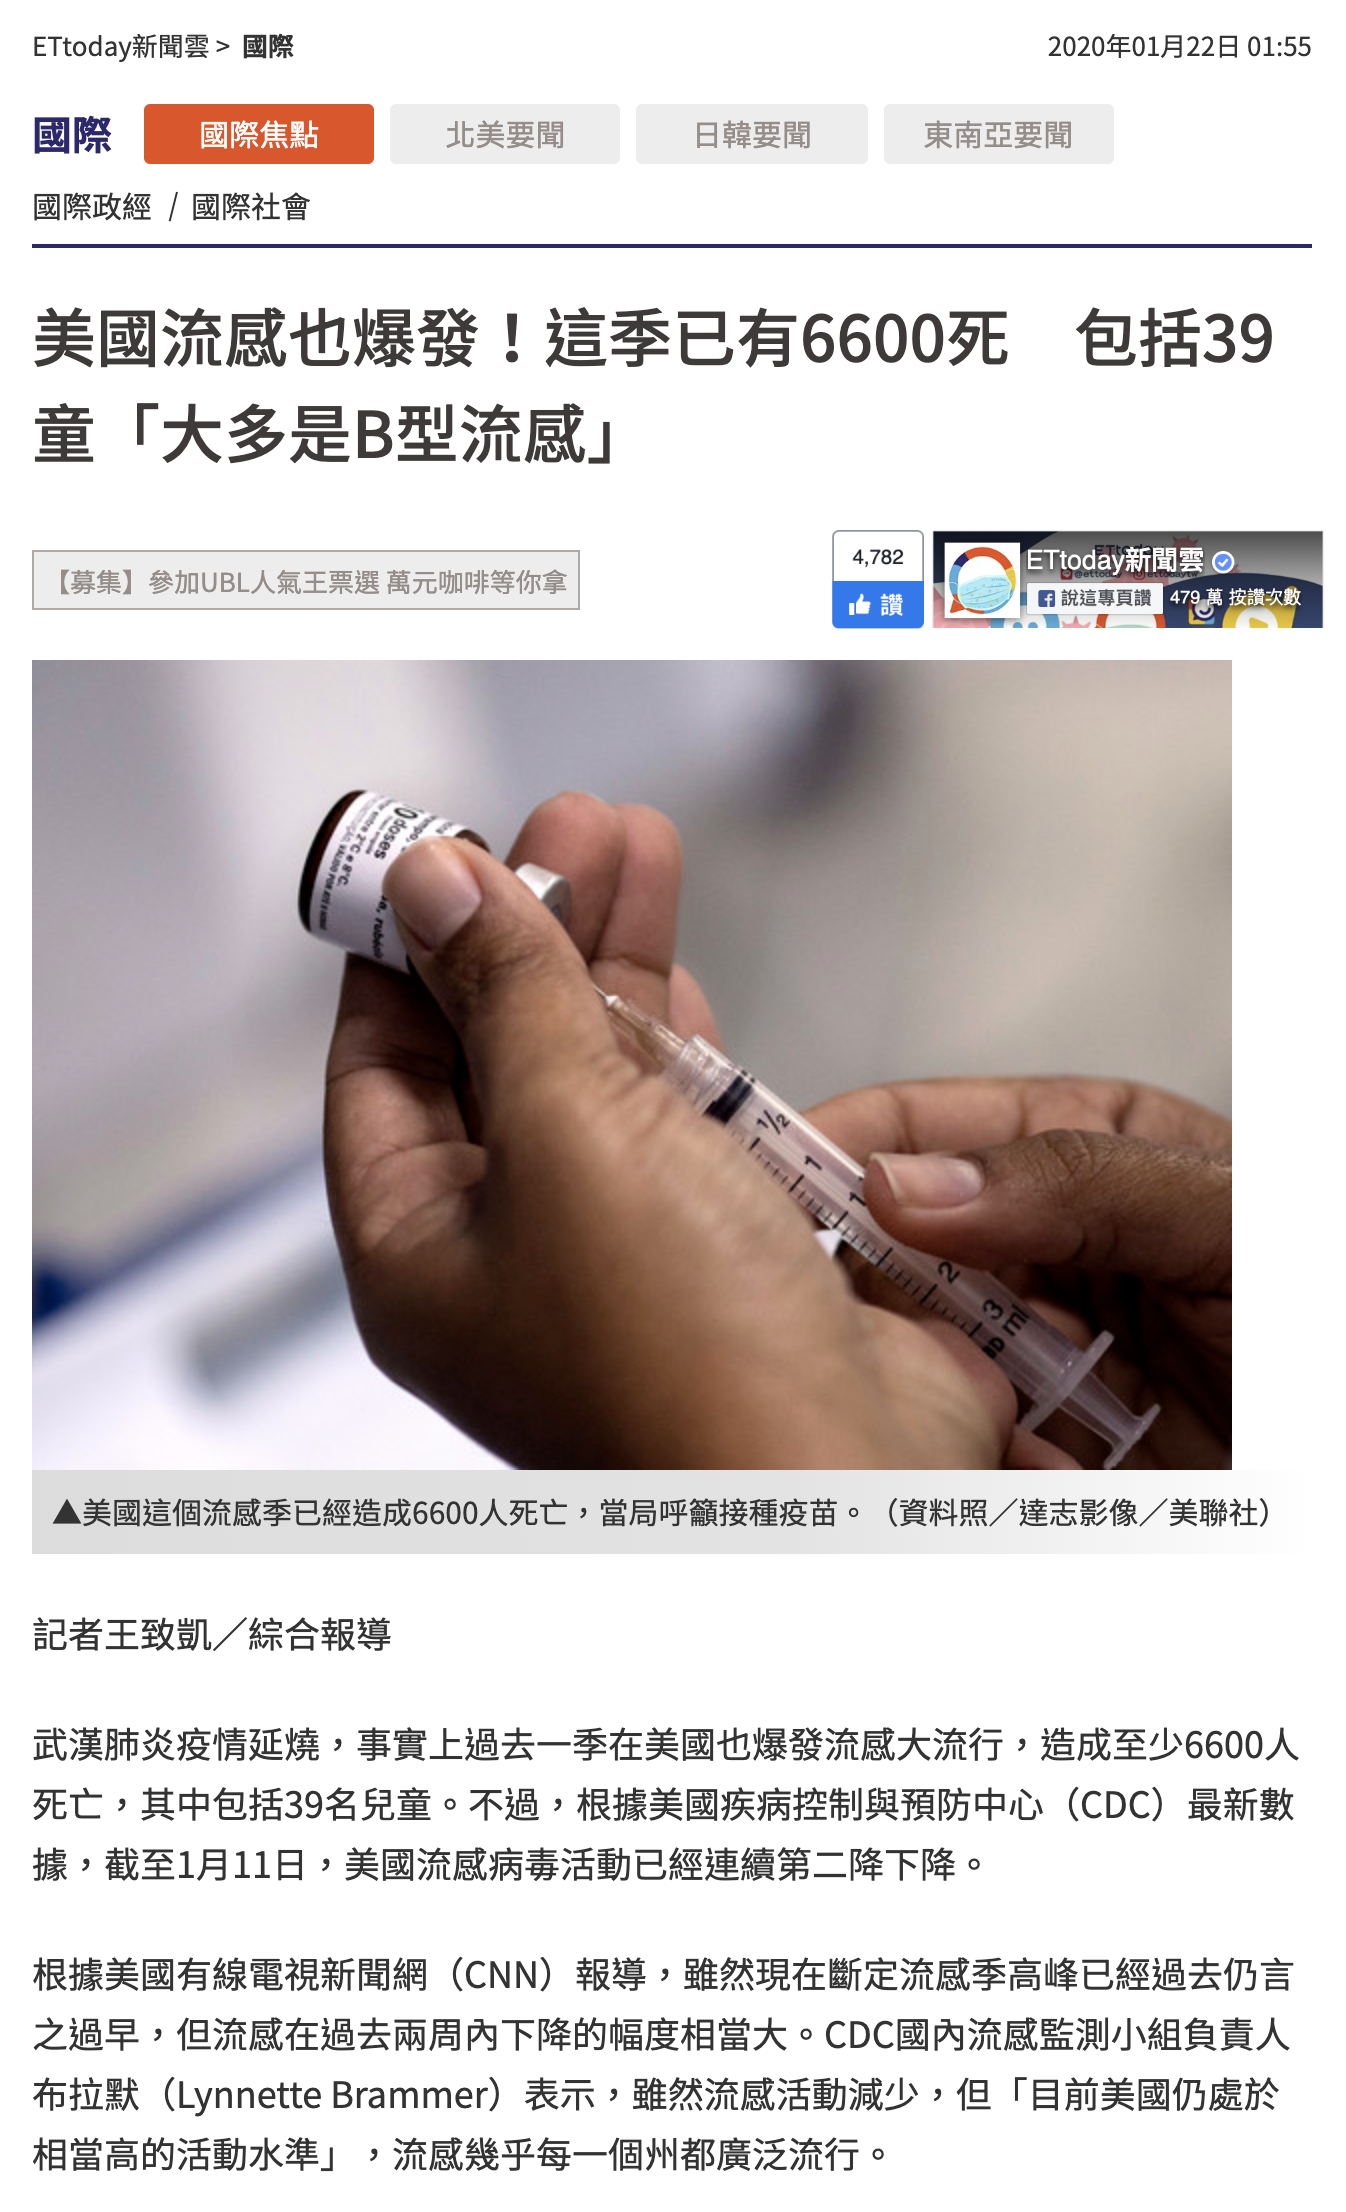 ETtoday新聞雲 > 國際
2020年01月22日 01:55
國際 國際焦點 北美要聞 日韓要聞 東南亞要聞
國際政經 / 國際社會
美國流感也爆發！這季已有6600死　包括39
童「大多是B型流感」
【募集】參加UBL人氣王票選 萬元咖啡等你拿
4,782
讚
ETtoday新聞雲
說這專頁讚 479 萬 按讚次數
10 doses
2°C e 8°C.
1/2
1
2
3 ml
BD
▲美國這個流感季已經造成6600人死亡，當局呼籲接種疫苗。（資料照／達志影像／美聯社）
記者王致凱／綜合報導
武漢肺炎疫情延燒，事實上過去一季在美國也爆發流感大流行，造成至少6600人
死亡，其中包括39名兒童。不過，根據美國疾病控制與預防中心（CDC）最新數
據，截至1月11日，美國流感病毒活動已經連續第二降下降。
根據美國有線電視新聞網（CNN）報導，雖然現在斷定流感季高峰已經過去仍言
之過早，但流感在過去兩周內下降的幅度相當大。CDC國內流感監測小組負責人
布拉默（Lynnette Brammer）表示，雖然流感活動減少，但「目前美國仍處於
相當高的活動水準」，流感幾乎每一個州都廣泛流行。